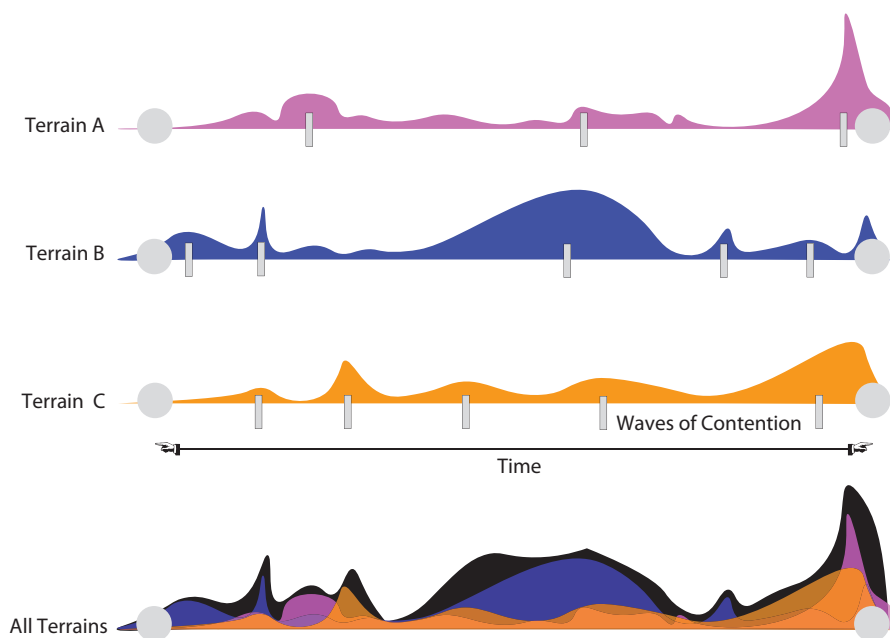 Terrain A
Terrain B
Terrain C
Waves of Contention
Time
All Terrains